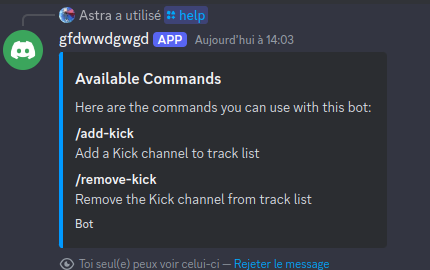 Astra a utilisé help
gfdwwdgwgd APP Aujourd'hui à 14:03
Available Commands
Here are the commands you can use with this bot:
/add-kick
Add a Kick channel to track list
/remove-kick
Remove the Kick channel from track list
Bot
Toi seul(e) peux voir celui-ci — Rejeter le message